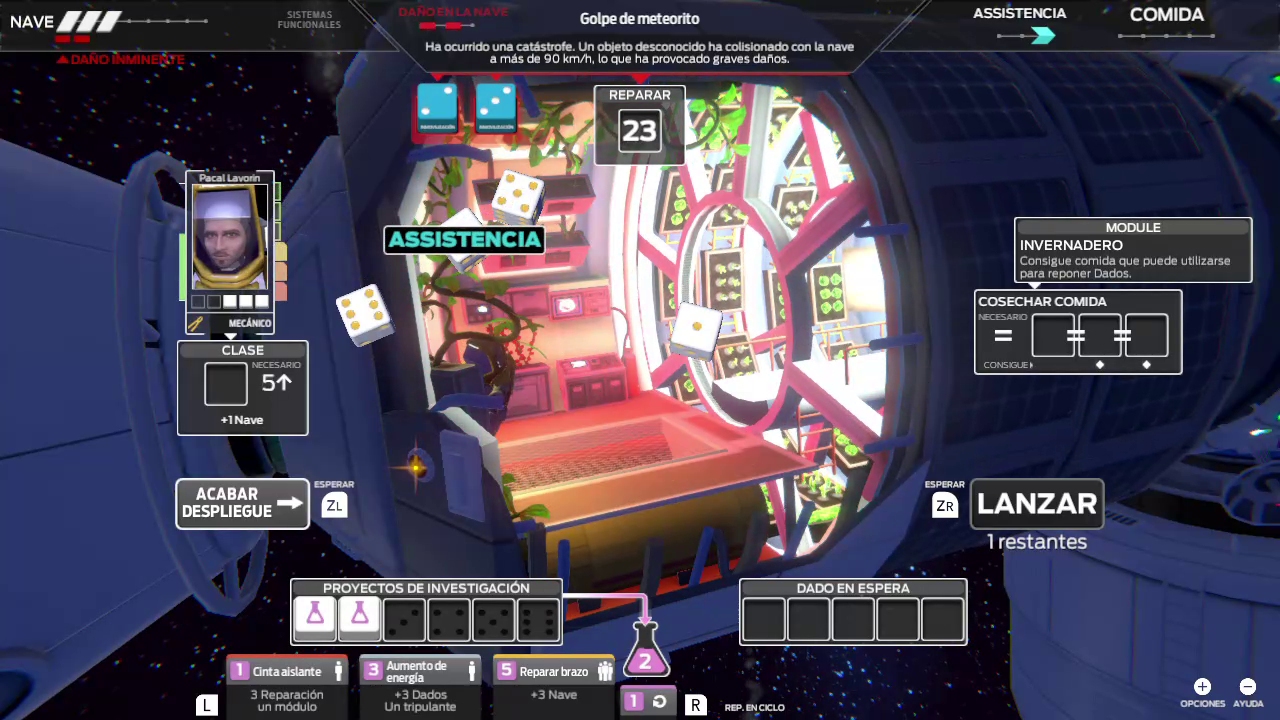 NAVE
SISTEMAS
FUNCIONALES
DAÑO EN LA NAVE
Golpe de meteorito
Ha ocurrido una catástrofe. Un objeto desconocido ha colisionado con la nave
a más de 90 km/h, lo que ha provocado graves daños.
ASSISTENCIA
COMIDA
DAÑO INMINENTE
REPARAR
23
Pacal Lavorin
MECÁNICO
CLASE
NECESARIO
5↑
+1 Nave
ASSISTENCIA
MODULE
INVERNADERO
Consigue comida que puede utilizarse
para reponer Dados.
COSECHAR COMIDA
NECESARIO
= = =
CONSIGUE
ACABAR
DESPLIEGUE
ESPERAR
ZL
ESPERAR
ZR
LANZAR
1 restantes
PROYECTOS DE INVESTIGACIÓN
DADO EN ESPERA
2
1 Cinta aislante
3 Reparación
un módulo
3 Aumento de
energía
+3 Dados
Un tripulante
5 Reparar brazo
+3 Nave
1
L
R
REP. EN CICLO
OPCIONES
AYUDA